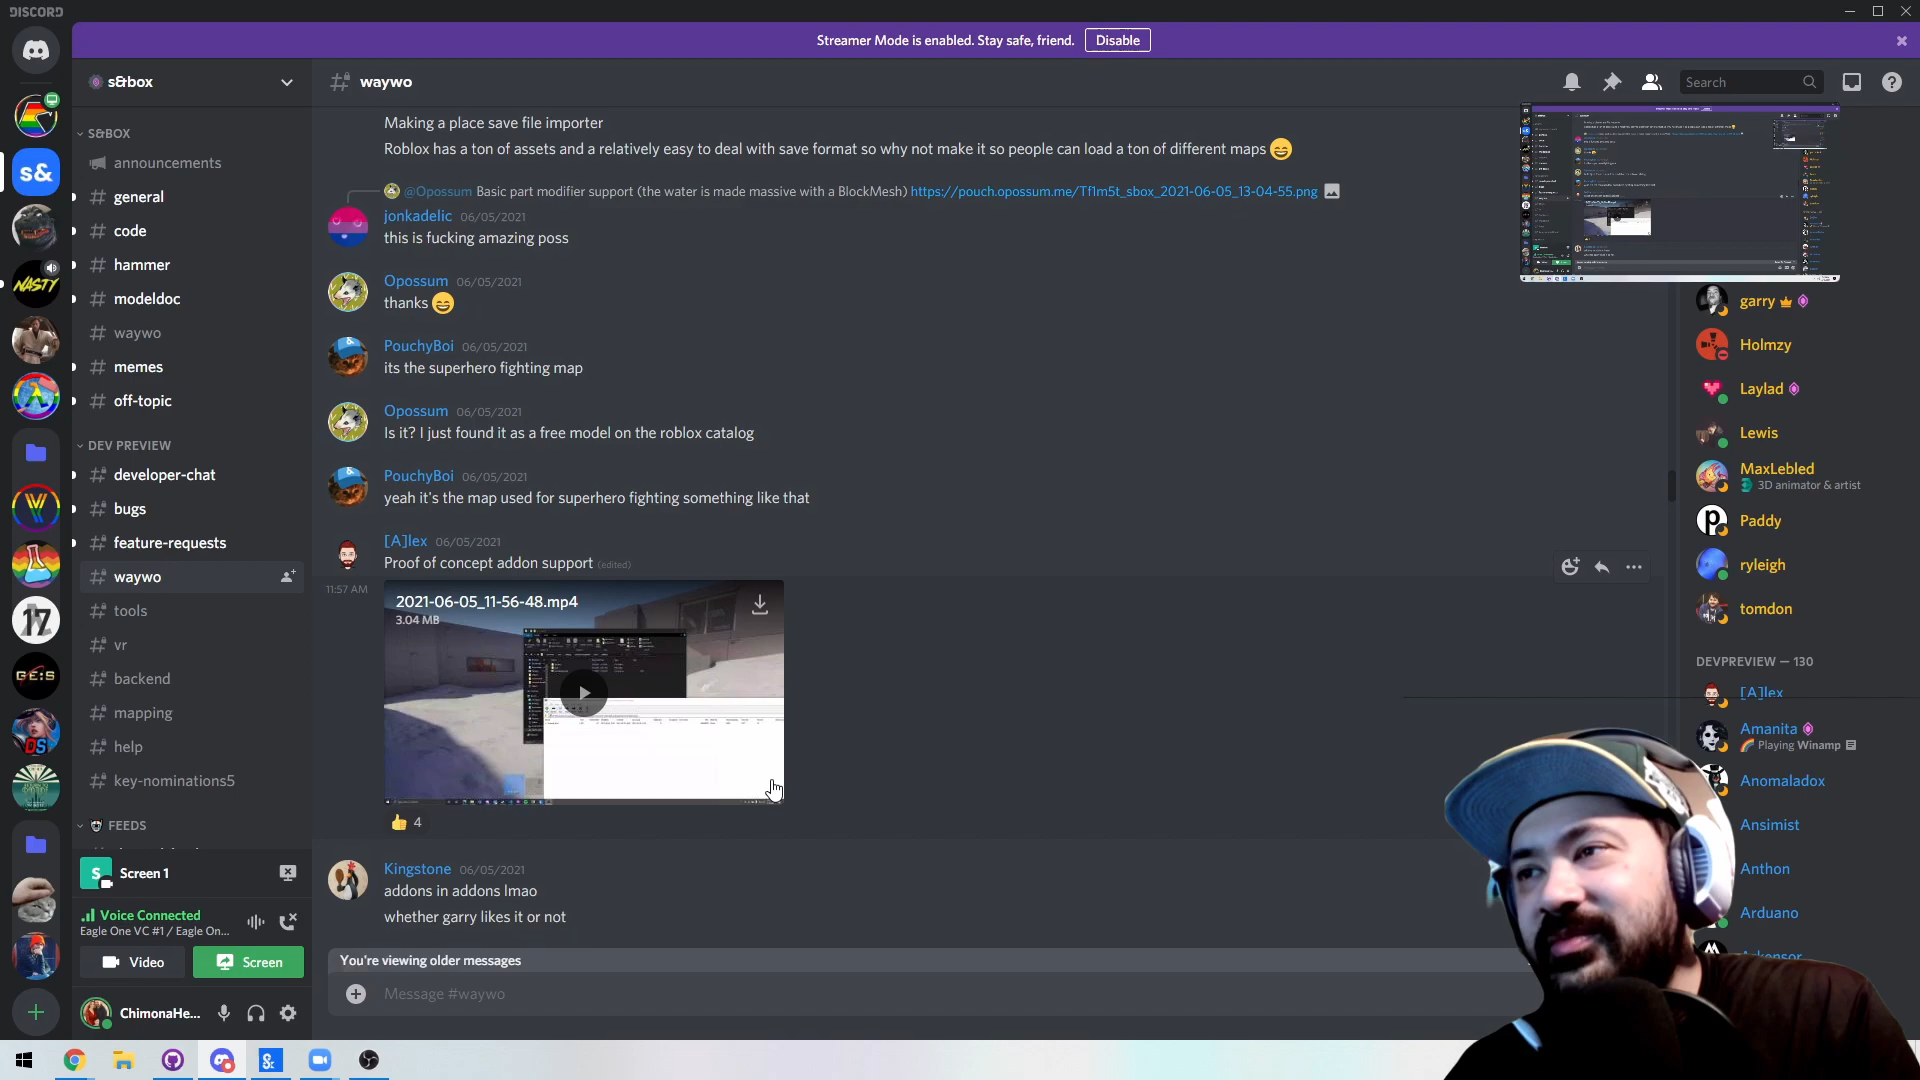 DISCORD
Streamer Mode is enabled. Stay safe, friend.
Disable
s&box
waywo
Search
S&BOX
announcements
general
code
hammer
modeldoc
waywo
memes
off-topic
DEV PREVIEW
developer-chat
bugs
feature-requests
waywo
tools
vr
backend
mapping
help
key-nominations5
FEEDS
Screen 1
Voice Connected
Eagle One VC #1 / Eagle On...
Video
Screen
ChimonaHe...
s&
NASTY
17
GE:S
DS
Making a place save file importer
Roblox has a ton of assets and a relatively easy to deal with save format so why not make it so people can load a ton of different maps
@Opossum Basic part modifier support (the water is made massive with a BlockMesh) https://pouch.opossum.me/Tf1m5t_sbox_2021-06-05_13-04-55.png
jonkadelic 06/05/2021
this is fucking amazing poss
Opossum 06/05/2021
thanks
PouchyBoi 06/05/2021
its the superhero fighting map
Opossum 06/05/2021
Is it? I just found it as a free model on the roblox catalog
PouchyBoi 06/05/2021
yeah it's the map used for superhero fighting something like that
[A]lex 06/05/2021
Proof of concept addon support (edited)
11:57 AM
2021-06-05_11-56-48.mp4
3.04 MB
4
Kingstone 06/05/2021
addons in addons lmao
whether garry likes it or not
You're viewing older messages
Message #waywo
garry
Holmzy
Laylad
Lewis
MaxLebled
3D animator & artist
Paddy
ryleigh
tomdon
DEVPREVIEW — 130
[A]lex
Amanita
Playing Winamp
Anomaladox
Ansimist
Anthon
Arduano